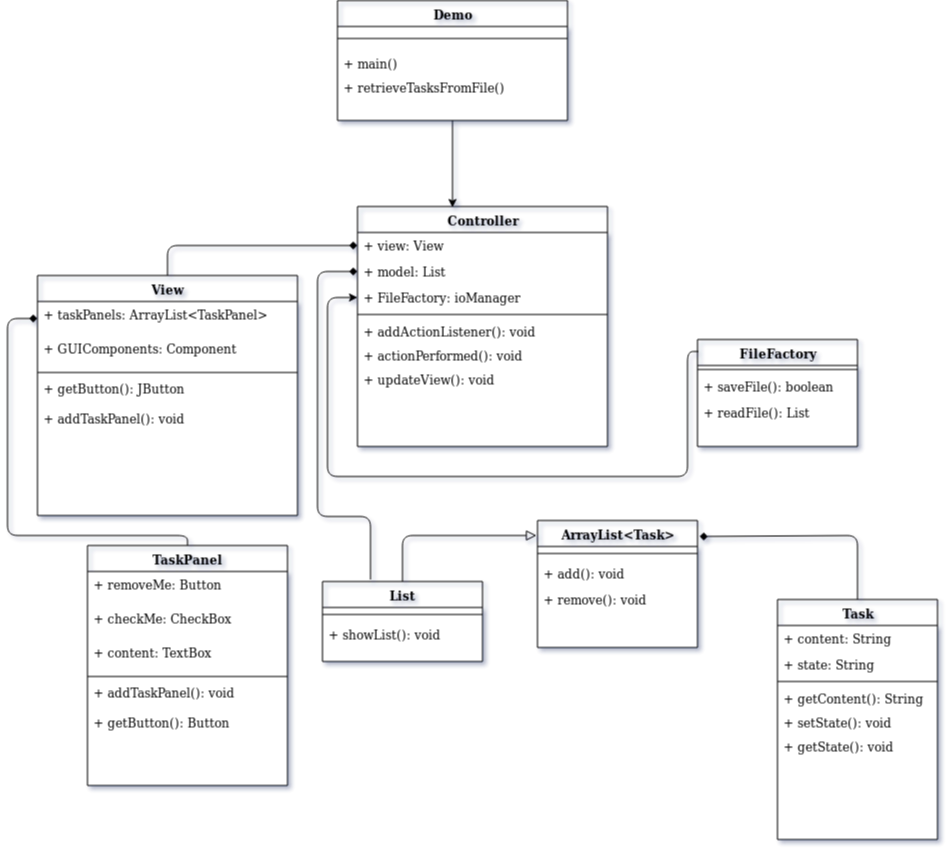 Demo
+ main()
+ retrieveTasksFromFile()
Controller
+ view: View
+ model: List
+ FileFactory: ioManager
+ addActionListener(): void
+ actionPerformed(): void
+ updateView(): void
View
+ taskPanels: ArrayList<TaskPanel>
+ GUIComponents: Component
+ getButton(): JButton
+ addTaskPanel(): void
FileFactory
+ saveFile(): boolean
+ readFile(): List
TaskPanel
+ removeMe: Button
+ checkMe: CheckBox
+ content: TextBox
+ addTaskPanel(): void
+ getButton(): Button
List
+ showList(): void
ArrayList<Task>
+ add(): void
+ remove(): void
Task
+ content: String
+ state: String
+ getContent(): String
+ setState(): void
+ getState(): void